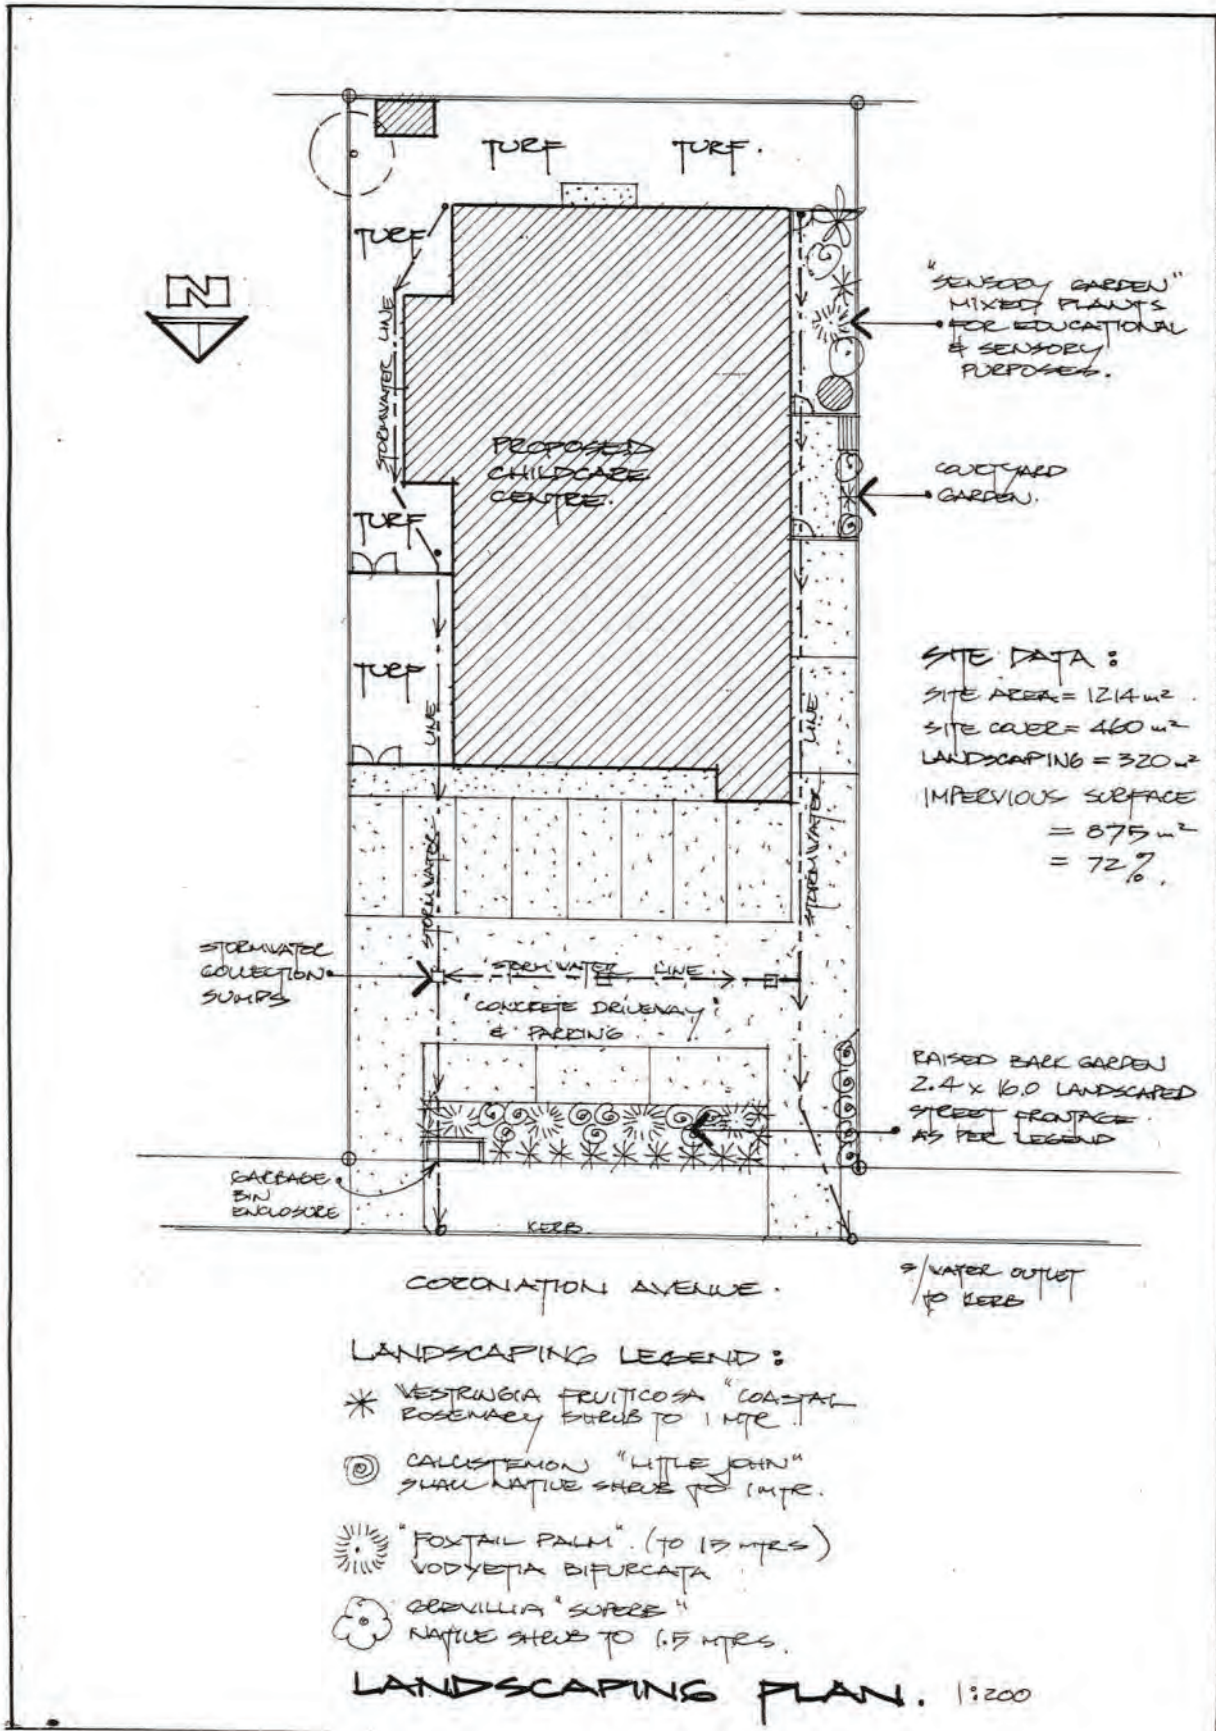 TURF
TURF.
TURF
N
STORMWATER LINE
"SENSORY GARDEN"
MIXED PLANTS
FOR EDUCATIONAL
& SENSORY
PURPOSES.
PROPOSED
CHILDCARE
CENTRE.
COURTYARD
GARDEN.
TURF
TURF
SITE DATA :
SITE AREA = 1214 m²
SITE COVER = 460 m²
LANDSCAPING = 320 m²
IMPERVIOUS SURFACE
= 875 m²
= 72%.
STORMWATER LINE
STORMWATER LINE
STORMWATER
COLLECTION
SUMPS
STORMWATER LINE.
CONCRETE DRIVEWAY
& PARKING
RAISED BARK GARDEN
2.4 x 16.0 LANDSCAPED
STREET FRONTAGE
AS PER LEGEND
GARBAGE
BIN
ENCLOSURE
KERB
CORONATION AVENUE.
S/WATER OUTLET
TO KERB
LANDSCAPING LEGEND :
VESTRINGIA FRUITICOSA "COASTAL
ROSEMARY SHRUB TO 1 MTR.
CALLISTEMON "LITTLE JOHN"
SMALL NATIVE SHRUB TO 1 MTR.
"FOXTAIL PALM". (TO 15 MTRS)
VODYETIA BIFURCATA
GREVILLIA "SUPERB"
NATIVE SHRUB TO 1.5 MTRS.
LANDSCAPING PLAN. 1:200